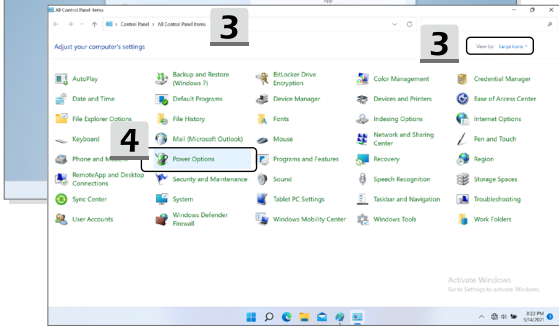 App
All Control Panel Items
Control Panel > All Control Panel Items
3
3
Adjust your computer's settings
View by: Large icons
AutoPlay
Backup and Restore
(Windows 7)
BitLocker Drive
Encryption
Color Management
Credential Manager
Date and Time
Default Programs
Device Manager
Devices and Printers
Ease of Access Center
File Explorer Options
File History
Fonts
Indexing Options
Internet Options
Keyboard
4
Mail (Microsoft Outlook)
Mouse
Network and Sharing
Center
Pen and Touch
Phone and
Power Options
Programs and Features
Recovery
Region
RemoteApp and Desktop
Connections
Security and Maintenance
Sound
Speech Recognition
Storage Spaces
Sync Center
System
Tablet PC Settings
Taskbar and Navigation
Troubleshooting
User Accounts
Windows Defender
Firewall
Windows Mobility Center
Windows Tools
Work Folders
Activate Windows
Go to Settings to activate Windows.
8:22 PM